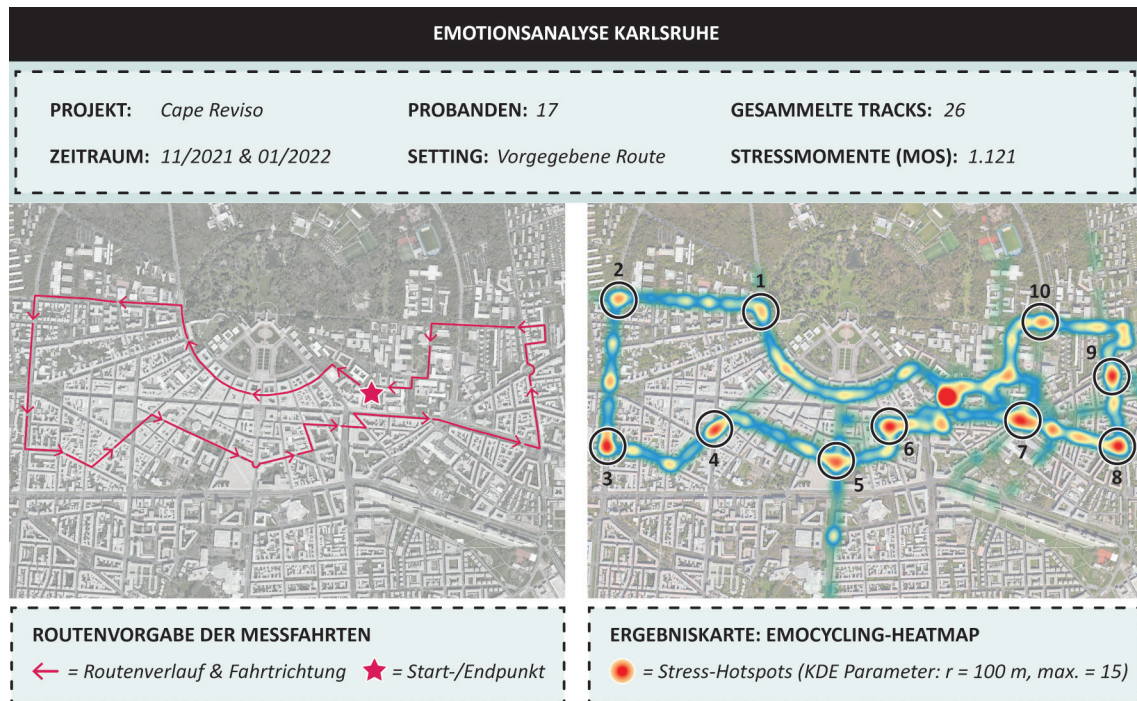 EMOTIONSANALYSE KARLSRUHE
PROJEKT: Cape Reviso PROBANDEN: 17 GESAMMELTE TRACKS: 26
ZEITRAUM: 11/2021 & 01/2022 SETTING: Vorgegebene Route STRESSMOMENTE (MOS): 1.121
2
1
10
9
3
4
5
6
7
8
ROUTENVORGABE DER MESSFAHRTEN
= Routenverlauf & Fahrtrichtung = Start-/Endpunkt
ERGEBNISKARTE: EMOCYCLING-HEATMAP
= Stress-Hotspots (KDE Parameter: r = 100 m, max. = 15)